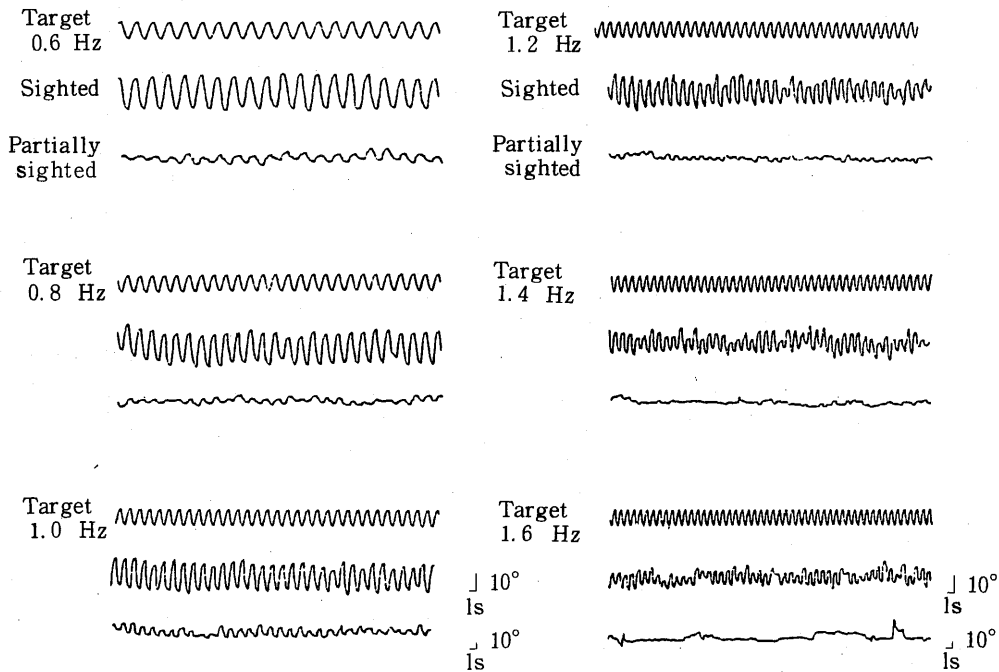 Target
0.6 Hz
Sighted
Partially
sighted
Target
1.2 Hz
Sighted
Partially
sighted
Target
0.8 Hz
Target
1.4 Hz
Target
1.0 Hz
10°
1s
10°
1s
Target
1.6 Hz
10°
1s
10°
1s